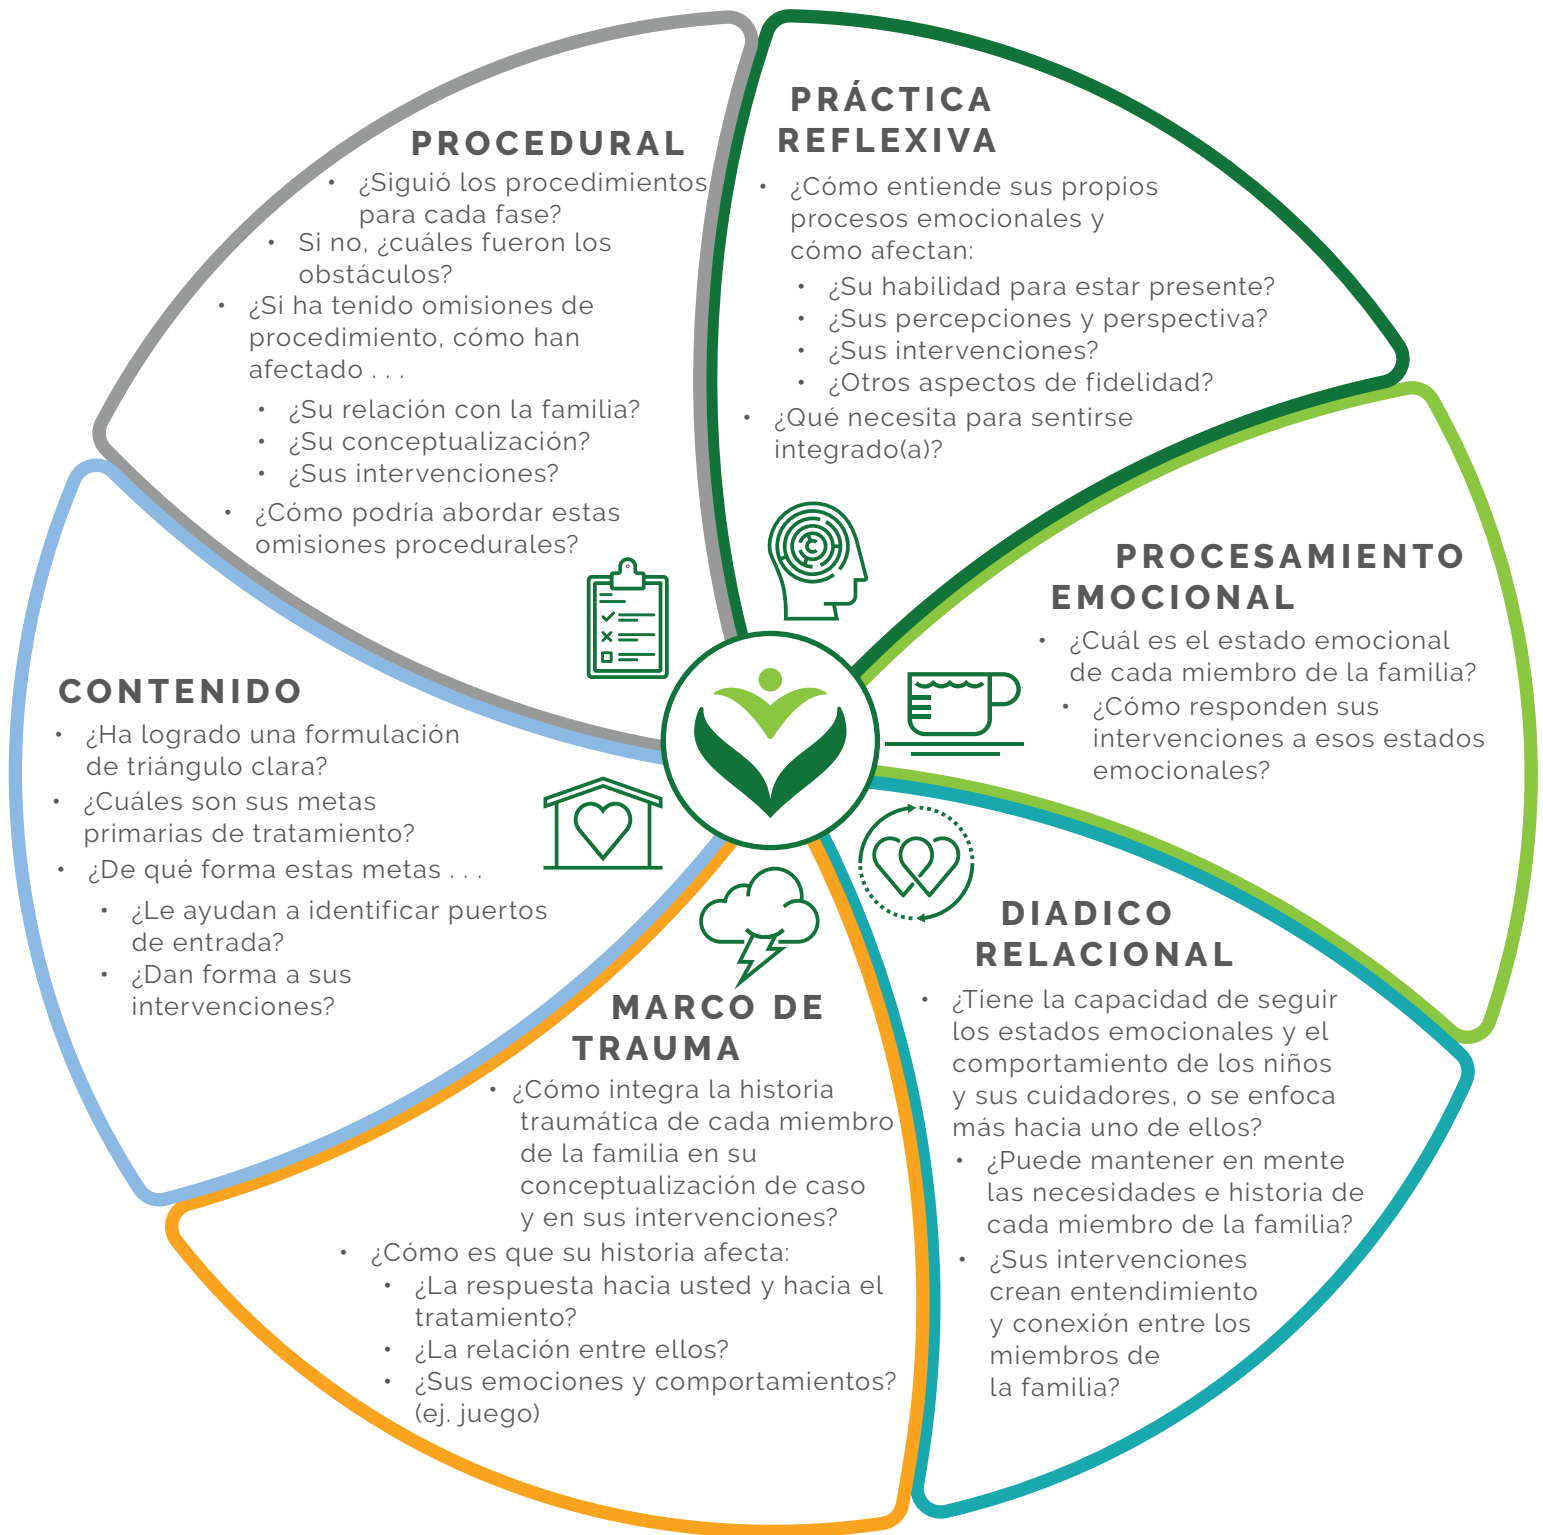 PROCEDURAL
• ¿Siguió los procedimientos
para cada fase?
• Si no, ¿cuáles fueron los
obstáculos?
• ¿Si ha tenido omisiones de
procedimiento, cómo han
afectado . . .
• ¿Su relación con la familia?
• ¿Su conceptualización?
• ¿Sus intervenciones?
• ¿Cómo podría abordar estas
omisiones procedurales?
PRÁCTICA
REFLEXIVA
• ¿Cómo entiende sus propios
procesos emocionales y
cómo afectan:
• ¿Su habilidad para estar presente?
• ¿Sus percepciones y perspectiva?
• ¿Sus intervenciones?
• ¿Otros aspectos de fidelidad?
• ¿Qué necesita para sentirse
integrado(a)?
PROCESAMIENTO
EMOCIONAL
• ¿Cuál es el estado emocional
de cada miembro de la familia?
• ¿Cómo responden sus
intervenciones a esos estados
emocionales?
DIADICO
RELACIONAL
• ¿Tiene la capacidad de seguir
los estados emocionales y el
comportamiento de los niños
y sus cuidadores, o se enfoca
más hacia uno de ellos?
• ¿Puede mantener en mente
las necesidades e historia de
cada miembro de la familia?
• ¿Sus intervenciones
crean entendimiento
y conexión entre los
miembros de
la familia?
MARCO DE
TRAUMA
• ¿Cómo integra la historia
traumática de cada miembro
de la familia en su
conceptualización de caso
y en sus intervenciones?
• ¿Cómo es que su historia afecta:
• ¿La respuesta hacia usted y hacia el
tratamiento?
• ¿La relación entre ellos?
• ¿Sus emociones y comportamientos?
(ej. juego)
CONTENIDO
• ¿Ha logrado una formulación
de triángulo clara?
• ¿Cuáles son sus metas
primarias de tratamiento?
• ¿De qué forma estas metas . . .
• ¿Le ayudan a identificar puertos
de entrada?
• ¿Dan forma a sus
intervenciones?